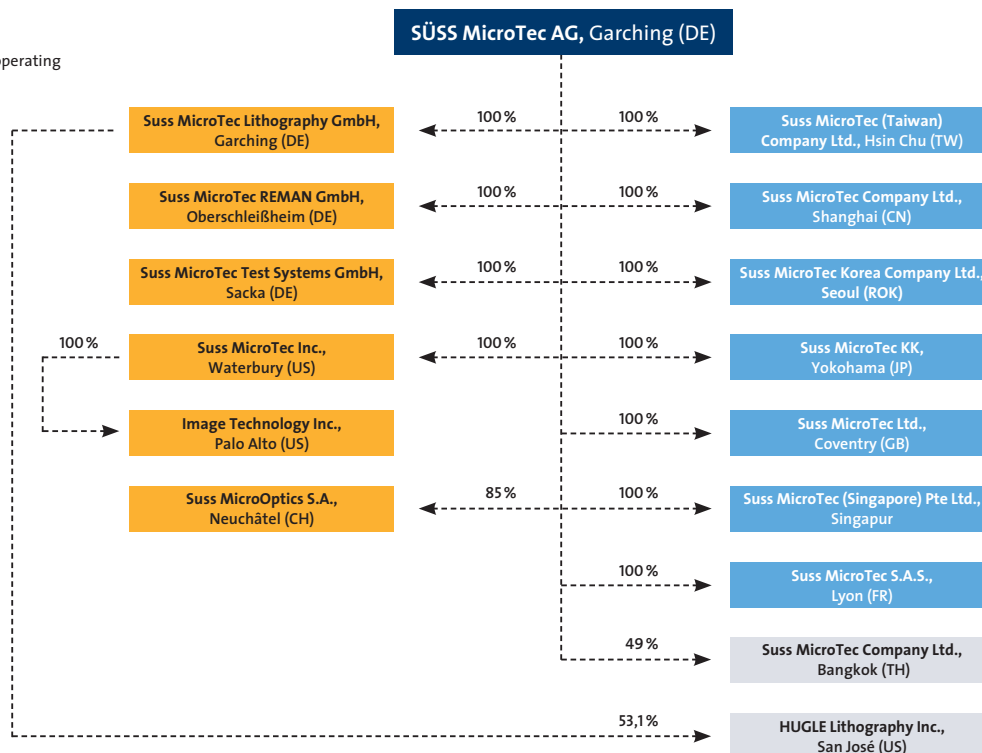 SÜSS MicroTec AG, Garching (DE)
operating
Suss MicroTec Lithography GmbH,
Garching (DE)
100 %
100 %
Suss MicroTec (Taiwan)
Company Ltd., Hsin Chu (TW)
Suss MicroTec REMAN GmbH,
Oberschleißheim (DE)
100 %
100 %
Suss MicroTec Company Ltd.,
Shanghai (CN)
Suss MicroTec Test Systems GmbH,
Sacka (DE)
100 %
100 %
Suss MicroTec Korea Company Ltd.,
Seoul (ROK)
100 %
Suss MicroTec Inc.,
Waterbury (US)
100 %
100 %
Suss MicroTec KK,
Yokohama (JP)
Image Technology Inc.,
Palo Alto (US)
100 %
Suss MicroTec Ltd.,
Coventry (GB)
Suss MicroOptics S.A.,
Neuchâtel (CH)
85 %
100 %
Suss MicroTec (Singapore) Pte Ltd.,
Singapur
100 %
Suss MicroTec S.A.S.,
Lyon (FR)
49 %
Suss MicroTec Company Ltd.,
Bangkok (TH)
53,1 %
HUGLE Lithography Inc.,
San José (US)